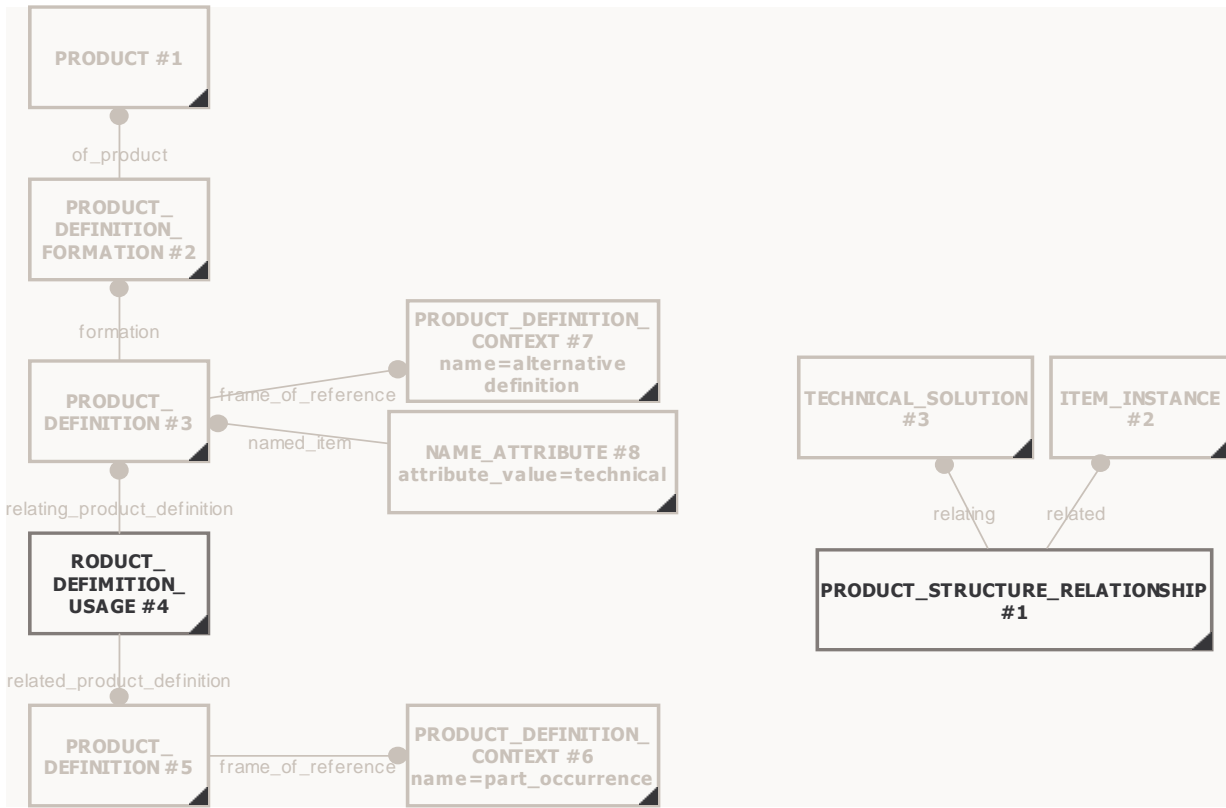 PRODUCT #1
of_product
PRODUCT_
DEFINITION_
FORMATION #2
formation
PRODUCT_
DEFINITION #3
frame_of_reference
PRODUCT_DEFINITION_
CONTEXT #7
name=alternative
definition
named_item
NAME_ATTRIBUTE #8
attribute_value=technical
relating_product_definition
RODUCT_
DEFIMITION_
USAGE #4
related_product_definition
PRODUCT_
DEFINITION #5
frame_of_reference
PRODUCT_DEFINITION_
CONTEXT #6
name=part_occurrence
TECHNICAL_SOLUTION
#3
ITEM_INSTANCE
#2
relating
related
PRODUCT_STRUCTURE_RELATIONSHIP
#1